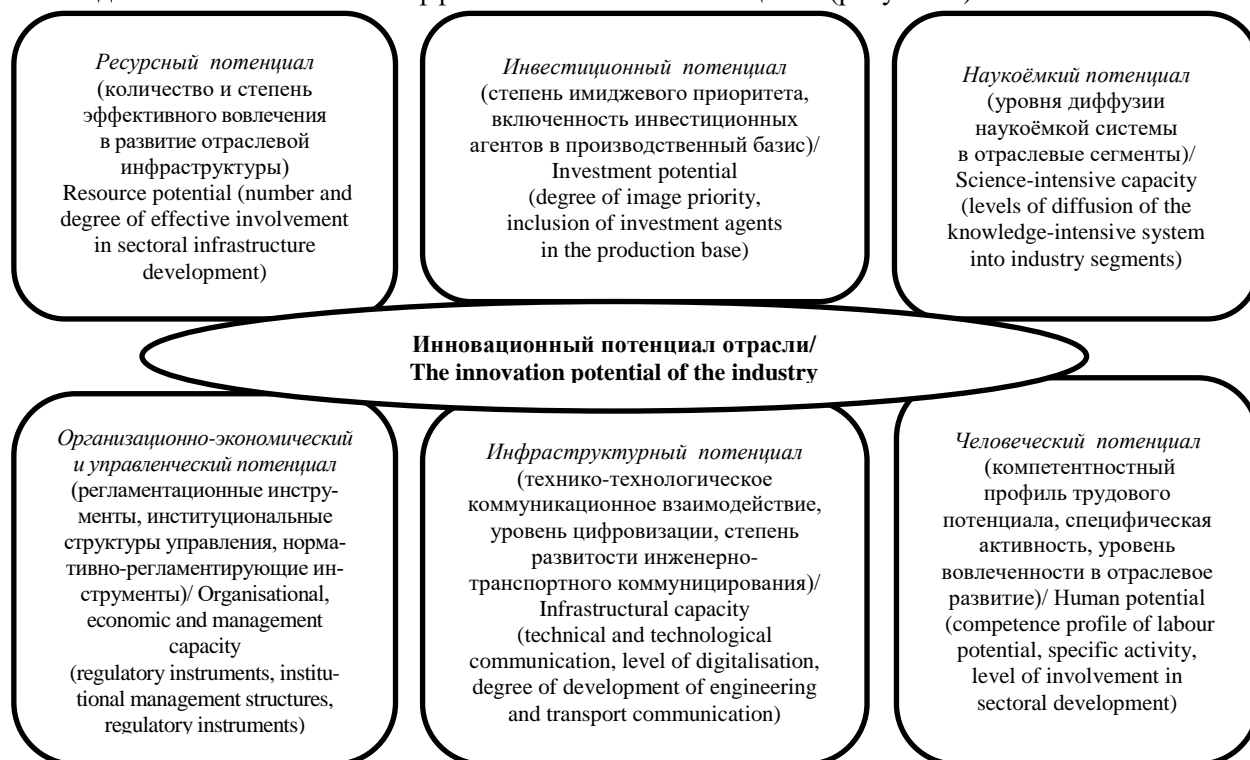 Ресурсный потенциал
(количество и степень
эффективного вовлечения
в развитие отраслевой
инфраструктуры)
Resource potential (number and
degree of effective involvement
in sectoral infrastructure
development)
Инвестиционный потенциал
(степень имиджевого приоритета,
включенность инвестиционных
агентов в производственный базис)/
Investment potential
(degree of image priority,
inclusion of investment agents
in the production base)
Наукоёмкий потенциал
(уровня диффузии
наукоёмкой системы
в отраслевые сегменты)/
Science-intensive capacity
(levels of diffusion of the
knowledge-intensive system
into industry segments)
Инновационный потенциал отрасли/
The innovation potential of the industry
Организационно-экономический
и управленческий потенциал
(регламентационные инстру-
менты, институциональные
структуры управления, норма-
тивно-регламентирующие ин-
струменты)/ Organisational,
economic and management
capacity
(regulatory instruments, institu-
tional management structures,
regulatory instruments)
Инфраструктурный потенциал
(технико-технологическое
коммуникационное взаимодействие,
уровень цифровизации, степень
развитости инженерно-
транспортного коммуницирования)/
Infrastructural capacity
(technical and technological
communication, level of digitalisation,
degree of development of engineering
and transport communication)
Человеческий потенциал
(компетентностный
профиль трудового
потенциала, специфическая
активность, уровень
вовлеченности в отраслевое
развитие)/ Human potential
(competence profile of labour
potential, specific activity,
level of involvement in
sectoral development)